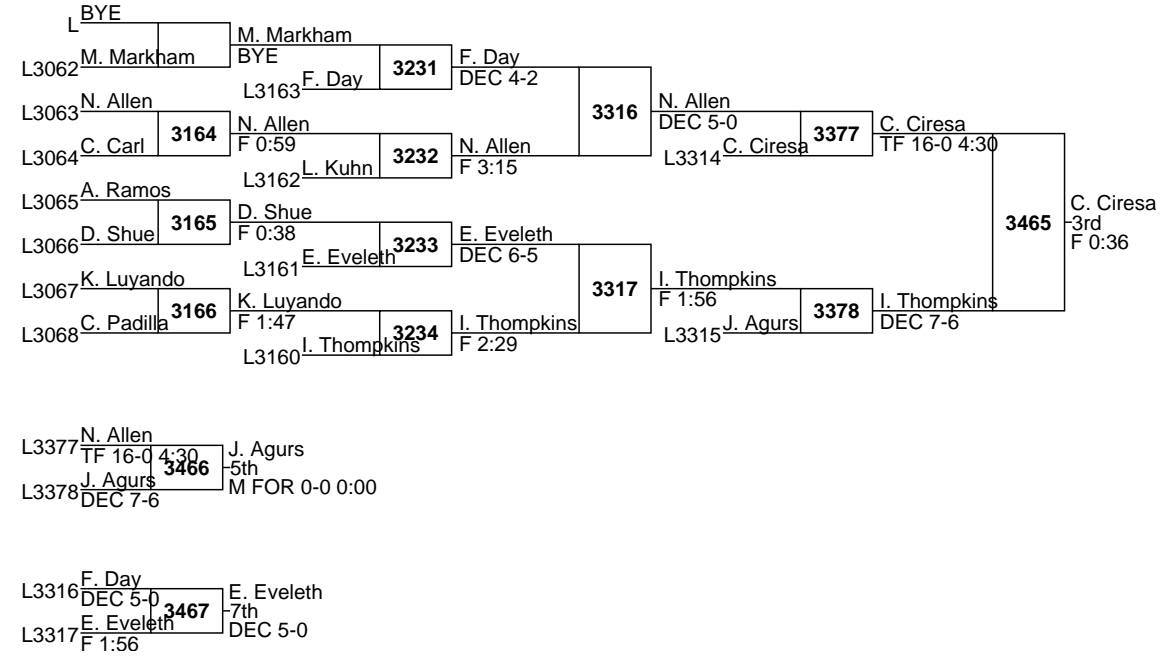 BYE
L
M. Markham
BYE
M. Markham
L3062
3231
F. Day
DEC 4-2
F. Day
L3163
N. Allen
L3063
3164
N. Allen
F 0:59
C. Carl
L3064
3232
N. Allen
F 3:15
L. Kuhn
L3162
3316
N. Allen
DEC 5-0
C. Ciresa
L3314
3377
C. Ciresa
TF 16-0 4:30
A. Ramos
L3065
3165
D. Shue
F 0:38
D. Shue
L3066
3233
E. Eveleth
DEC 6-5
E. Eveleth
L3161
K. Luyando
L3067
3166
K. Luyando
F 1:47
C. Padilla
L3068
3234
I. Thompkins
F 2:29
I. Thompkins
L3160
3317
I. Thompkins
F 1:56
J. Agurs
L3315
3378
I. Thompkins
DEC 7-6
3465
C. Ciresa
3rd
F 0:36
N. Allen
L3377
TF 16-0 4:30
3466
J. Agurs
L3378
DEC 7-6
J. Agurs
5th
M FOR 0-0 0:00
F. Day
L3316
DEC 5-0
3467
E. Eveleth
L3317
F 1:56
E. Eveleth
7th
DEC 5-0